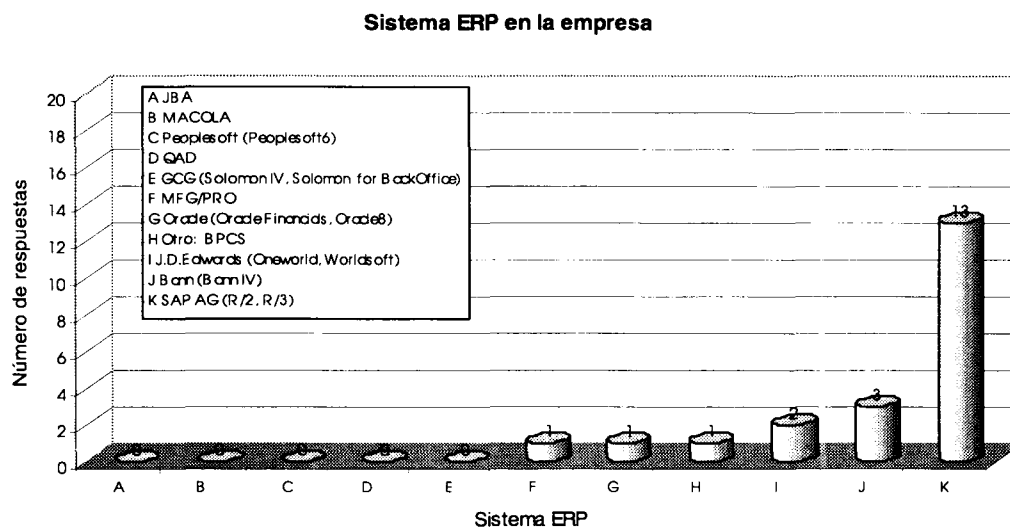 Sistema ERP en la empresa
Número de respuestas
20
18
16
14
12
10
8
6
4
2
0
A JBA
B MACOLA
C Peoplesoft (Peoplesoft6)
D QAD
E GCG (Solomon IV, Solomon for BackOffice)
F MFG/PRO
G Oracle (Oracle Financials, Oracle8)
H Otro: BPCS
I J.D.Edwards (Oneworld, Worldsoft)
J Bann (Bann IV)
K SAP AG (R/2, R/3)
0 0 0 0 0 1 1 1 2 3 13
A B C D E F G H I J K
Sistema ERP